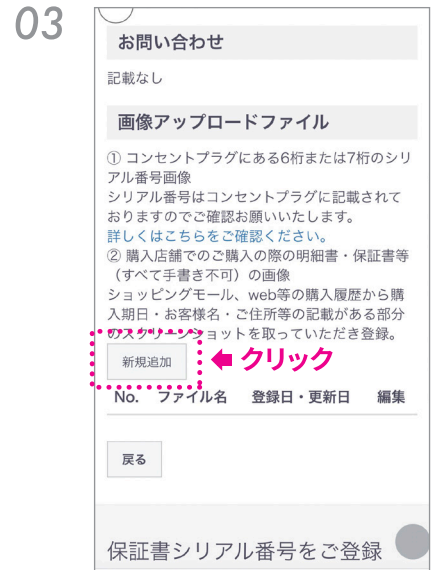 03
お問い合わせ
記載なし
画像アップロードファイル
① コンセントプラグにある6桁または7桁のシリ
アル番号画像
シリアル番号はコンセントプラグに記載されて
おりますのでご確認お願いいたします。
詳しくはこちらをご確認ください。
② 購入店舗でのご購入の際の明細書・保証書等
（すべて手書き不可）の画像
ショッピングモール、web等の購入履歴から購
入期日・お客様名・ご住所等の記載がある部分
のスクリーンショットを取っていただき登録。
新規追加 クリック
No. ファイル名 登録日・更新日 編集
戻る
保証書シリアル番号をご登録